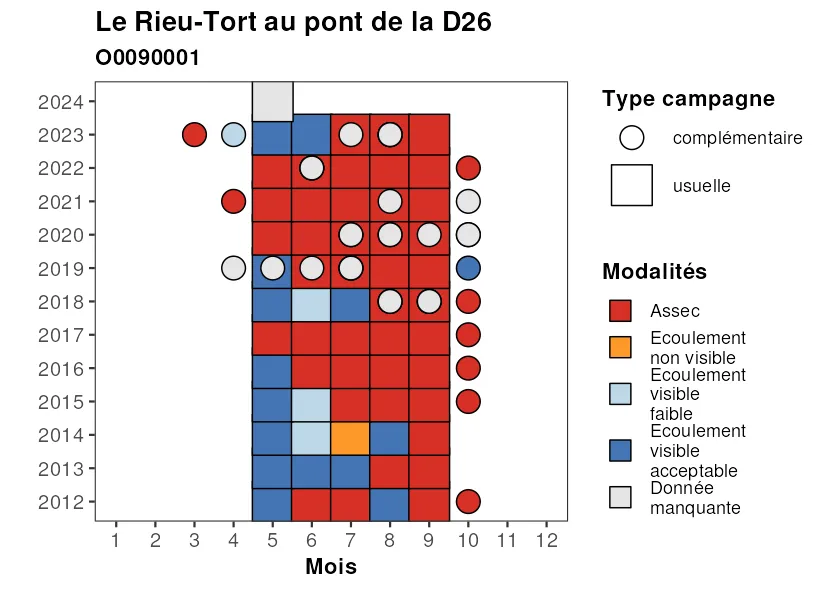 Le Rieu-Tort au pont de la D26
O0090001
2024
2023
2022
2021
2020
2019
2018
2017
2016
2015
2014
2013
2012
1 2 3 4 5 6 7 8 9 10 11 12
Mois
Type campagne
complémentaire
usuelle
Modalités
Assec
Ecoulement
non visible
Ecoulement
visible
faible
Ecoulement
visible
acceptable
Donnée
manquante